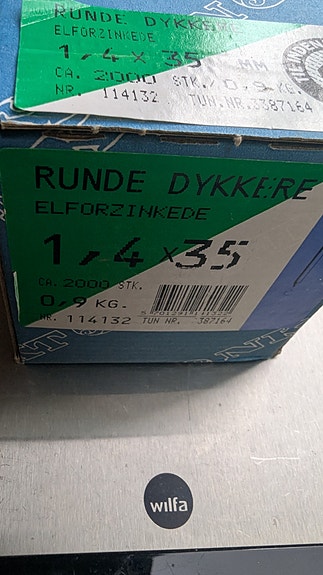 RUNDE DYKKERE
ELFORZINKEDE
1,4 x 35 MM
CA. 2000 STK./0,9 KG.
NR. 114132 TUN.NR. 387164
RUNDE DYKKERE
ELFORZINKEDE
1,4 x 35
CA. 2000 STK.
0,9 KG.
NR. 114132 TUN NR. 387164
wilfa